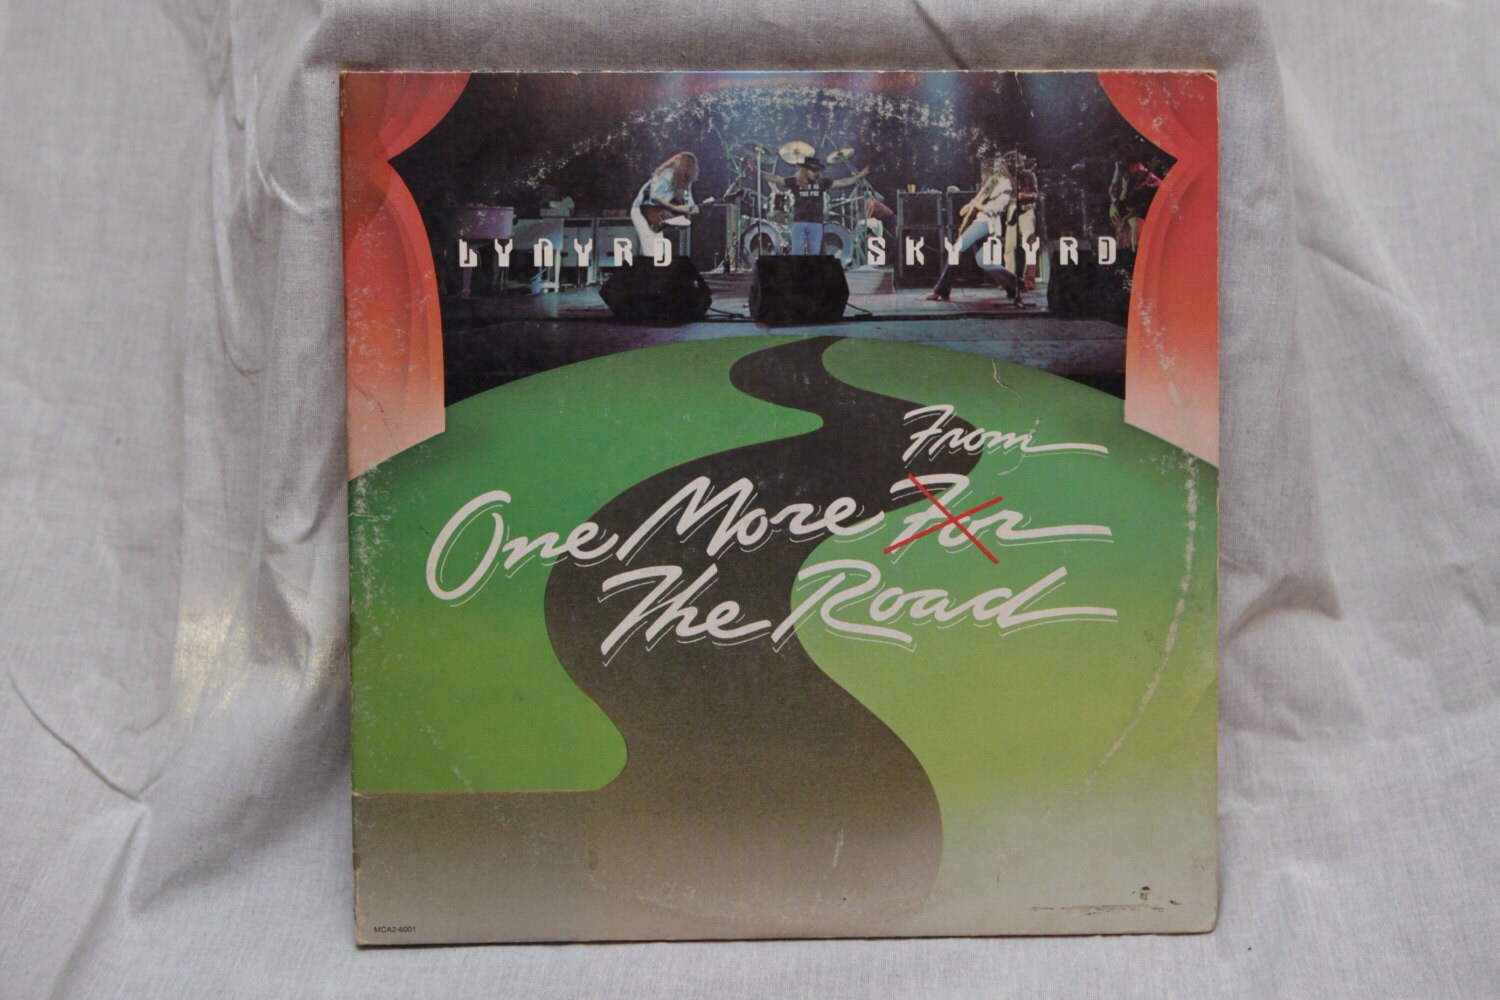 LYNYRD SKYNYRD
From
One More For
The Road
MCA2-6001